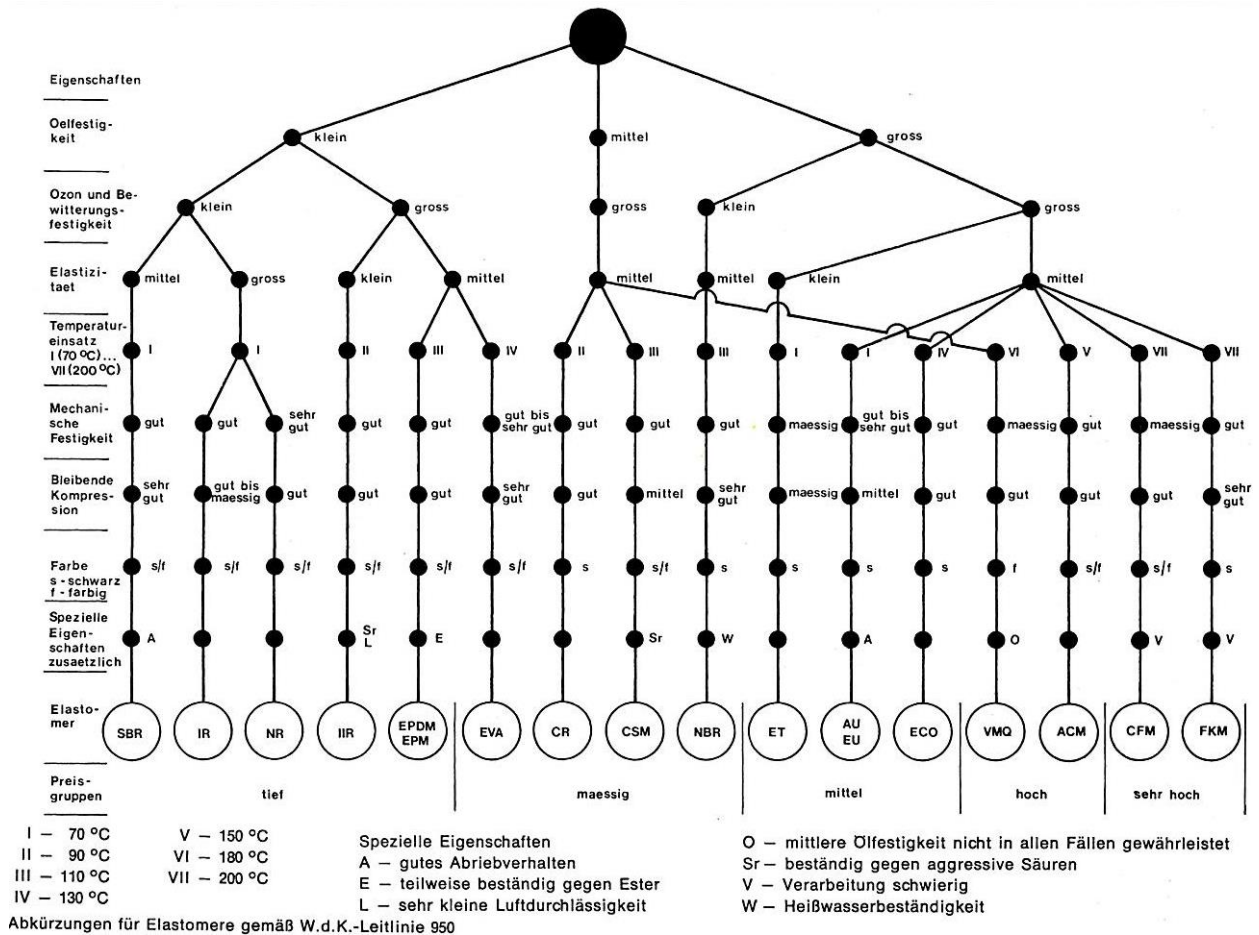 Eigenschaften
Oelfestig-
keit
klein
mittel
gross
Ozon und Be-
witterungs-
festigkeit
klein
gross
gross
klein
gross
Elastizi-
taet
mittel
gross
klein
mittel
mittel
mittel
klein
mittel
Temperatur-
einsatz
I (70 °C)...
VII (200 °C)
I
I
II
III
IV
II
III
III
I
I
IV
VI
V
VII
VII
Mechani-
sche
Festigkeit
gut
gut
sehr
gut
gut
gut
gut bis
sehr gut
gut
gut
gut
maessig
gut bis
sehr gut
gut
maessig
gut
maessig
gut
Bleibende
Kompres-
sion
sehr
gut
gut bis
maessig
gut
gut
gut
sehr
gut
gut
mittel
sehr
gut
maessig
mittel
gut
gut
gut
gut
sehr
gut
Farbe
s - schwarz
f - farbig
s/f
s/f
s/f
s/f
s/f
s/f
s
s/f
s
s
s
s
f
s/f
s/f
s
Spezielle
Eigen-
schaften
zusaetzlich
A
Sr
L
E
Sr
W
A
O
V
V
Elasto-
mer
SBR
IR
NR
IIR
EPDM
EPM
EVA
CR
CSM
NBR
ET
AU
EU
ECO
VMQ
ACM
CFM
FKM
Preis-
gruppen
tief
maessig
mittel
hoch
sehr hoch
I – 70 °C
II – 90 °C
III – 110 °C
IV – 130 °C
V – 150 °C
VI – 180 °C
VII – 200 °C
Spezielle Eigenschaften
A – gutes Abriebverhalten
E – teilweise beständig gegen Ester
L – sehr kleine Luftdurchlässigkeit
O – mittlere Ölfestigkeit nicht in allen Fällen gewährleistet
Sr – beständig gegen aggressive Säuren
V – Verarbeitung schwierig
W – Heißwasserbeständigkeit
Abkürzungen für Elastomere gemäß W.d.K.-Leitlinie 950